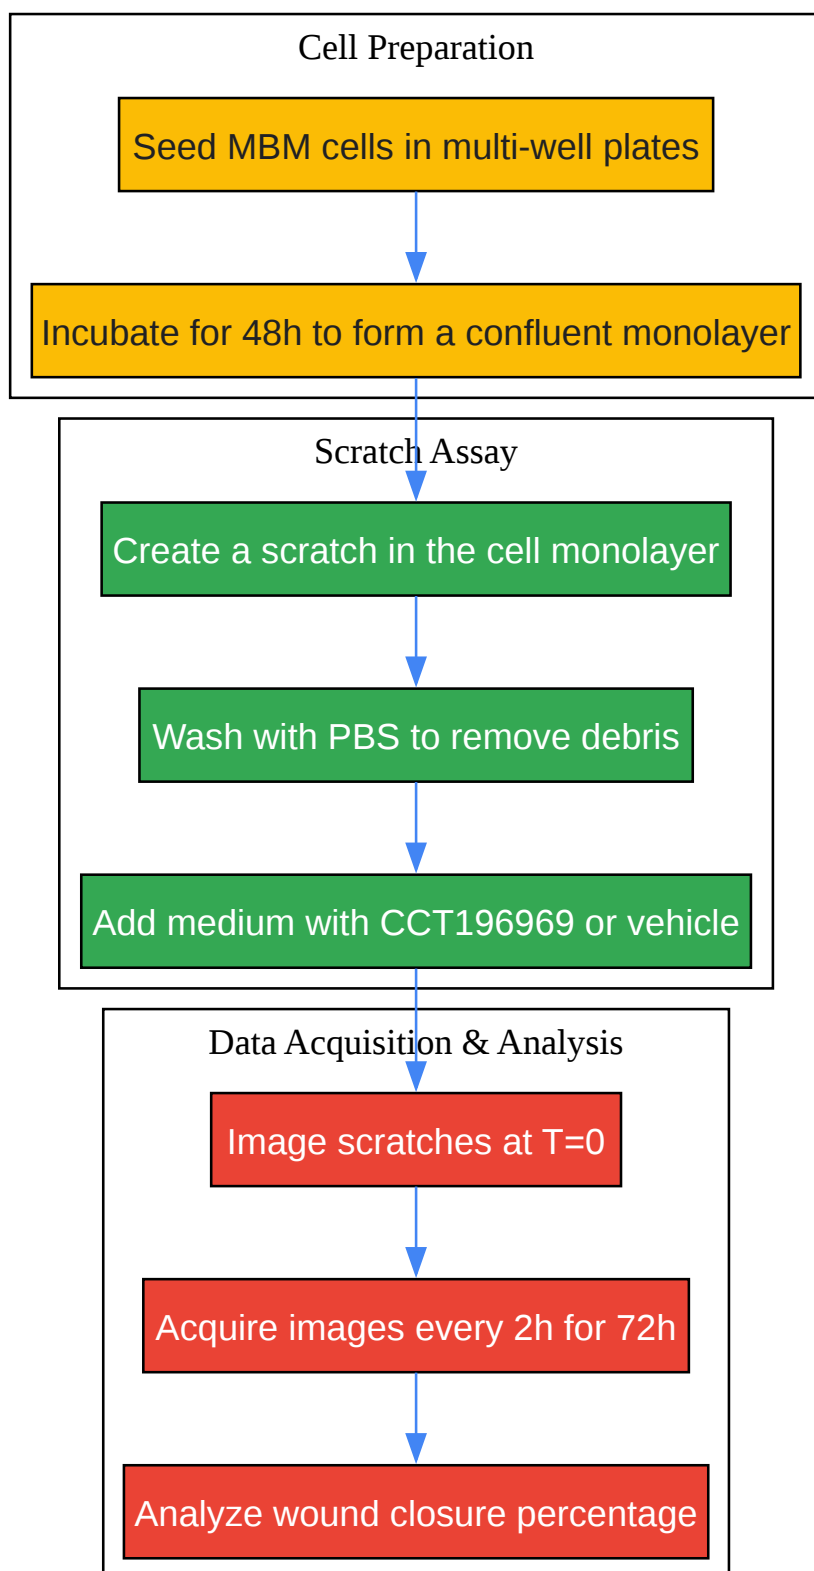 Cell Preparation
Seed MBM cells in multi-well plates
Incubate for 48h to form a confluent monolayer
Scratch Assay
Create a scratch in the cell monolayer
Wash with PBS to remove debris
Add medium with CCT196969 or vehicle
Data Acquisition & Analysis
Image scratches at T=0
Acquire images every 2h for 72h
Analyze wound closure percentage